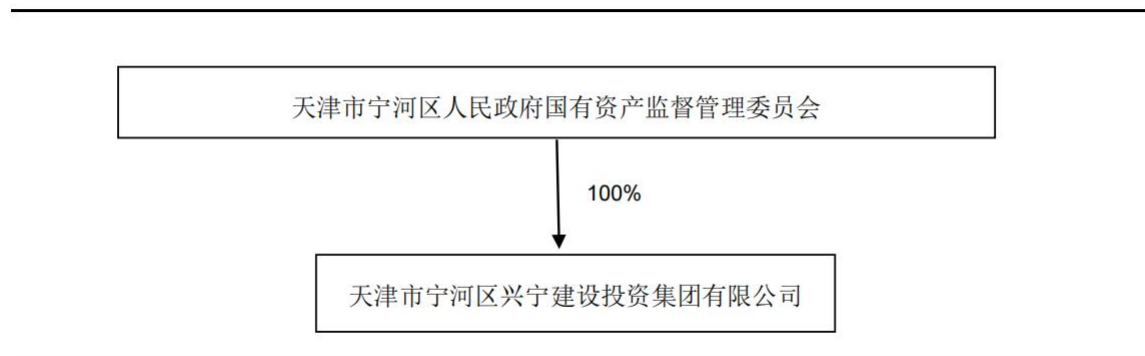 天津市宁河区人民政府国有资产监督管理委员会
100%
天津市宁河区兴宁建设投资集团有限公司